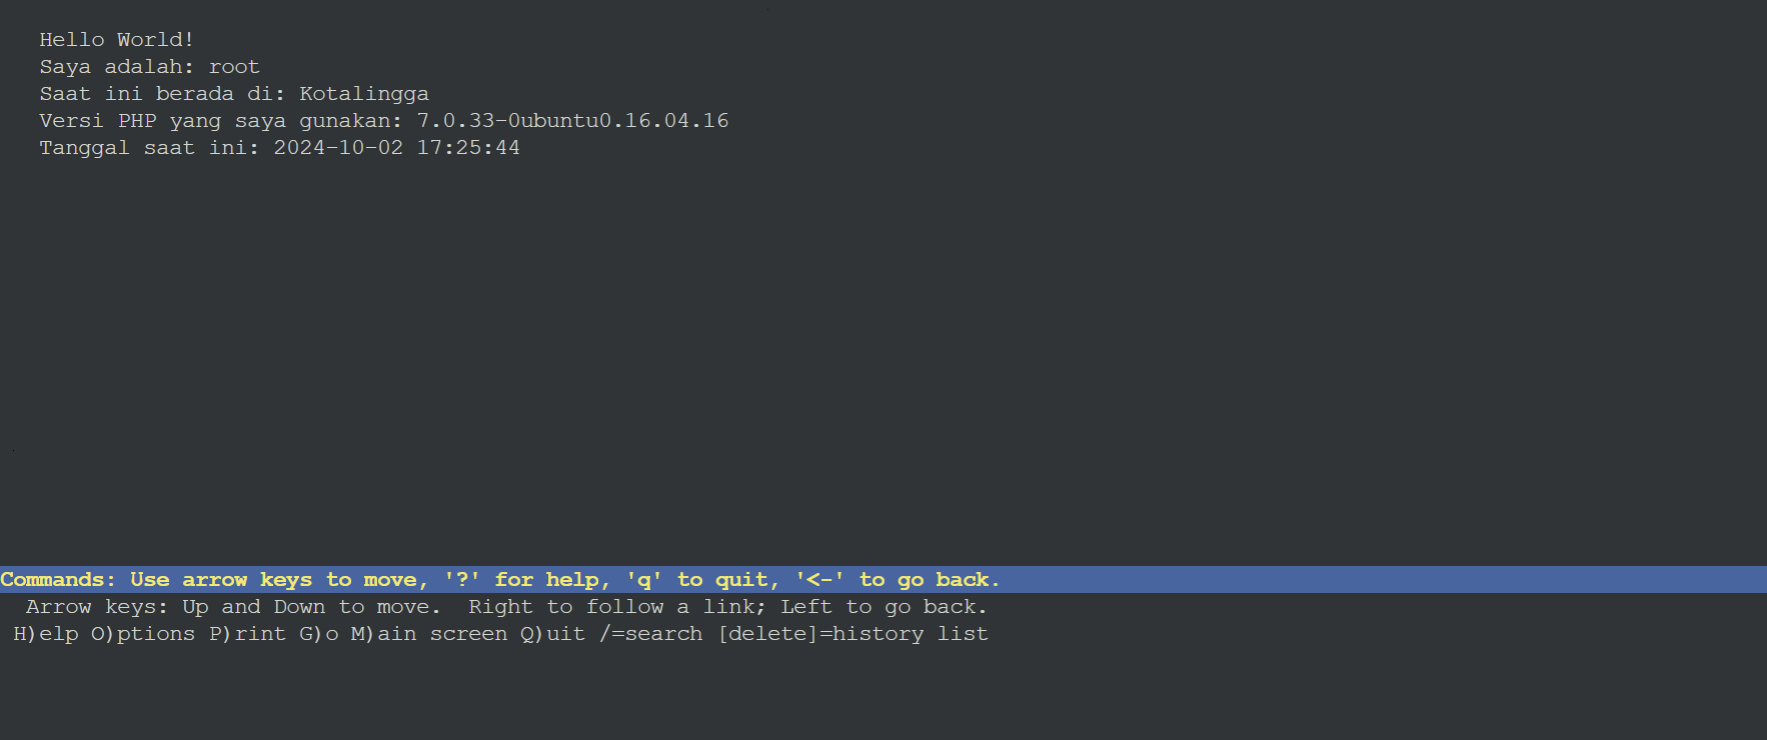 Hello World!
Saya adalah: root
Saat ini berada di: Kotalingga
Versi PHP yang saya gunakan: 7.0.33-0ubuntu0.16.04.16
Tanggal saat ini: 2024-10-02 17:25:44
Commands: Use arrow keys to move, '?' for help, 'q' to quit, '<-' to go back.
Arrow keys: Up and Down to move.  Right to follow a link; Left to go back.
H)elp O)ptions P)rint G)o M)ain screen Q)uit /=search [delete]=history list